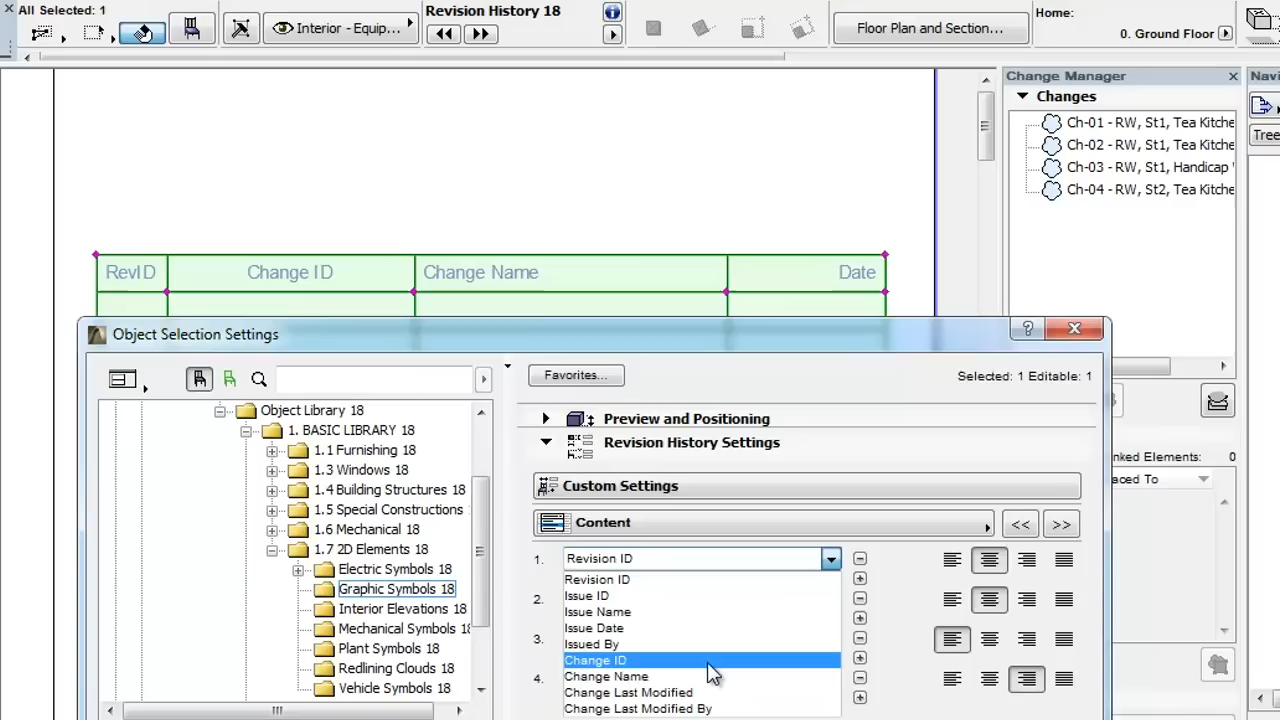 All Selected: 1
Interior - Equip...
Revision History 18
Floor Plan and Section...
Home:
0. Ground Floor
Change Manager
Navi
Changes
Ch-01 - RW, St1, Tea Kitche
Ch-02 - RW, St1, Tea Kitche
Ch-03 - RW, St1, Handicap
Ch-04 - RW, St2, Tea Kitche
Tree
RevID
Change ID
Change Name
Date
Object Selection Settings
Favorites...
Selected: 1 Editable: 1
Object Library 18
1. BASIC LIBRARY 18
1.1 Furnishing 18
1.3 Windows 18
1.4 Building Structures 18
1.5 Special Constructions
1.6 Mechanical 18
1.7 2D Elements 18
Electric Symbols 18
Graphic Symbols 18
Interior Elevations 18
Mechanical Symbols 1
Plant Symbols 18
Redlining Clouds 18
Vehicle Symbols 18
Preview and Positioning
Revision History Settings
Custom Settings
Content
<< >>
1. Revision ID
Revision ID
2. Issue ID
Issue Name
Issue Date
3. Issued By
Change ID
4. Change Name
Change Last Modified
Change Last Modified By
nked Elements: 0
aced To